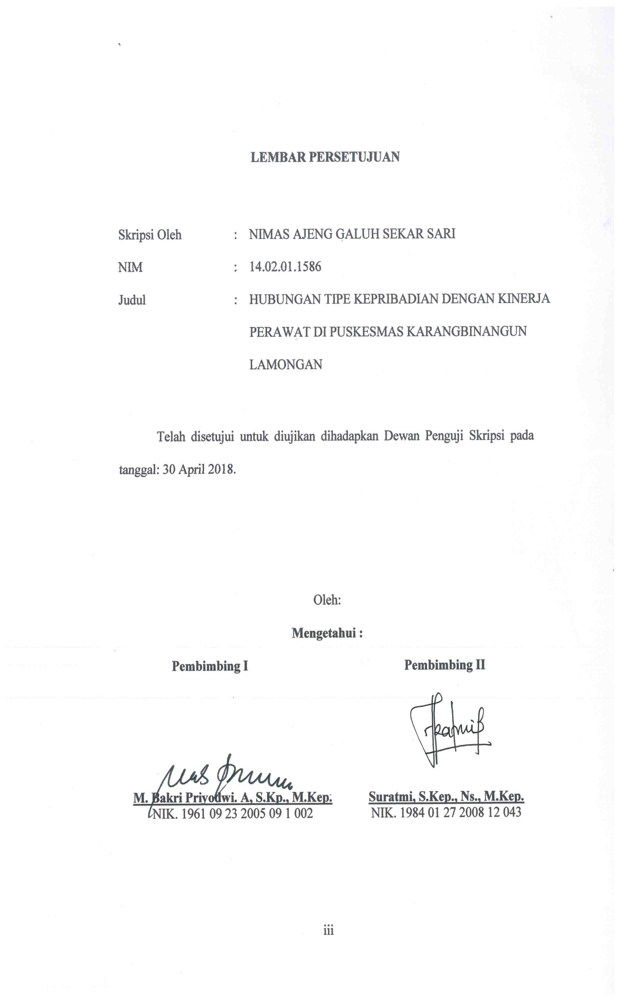 LEMBAR PERSETUJUAN
Skripsi Oleh : NIMAS AJENG GALUH SEKAR SARI
NIM : 14.02.01.1586
Judul : HUBUNGAN TIPE KEPRIBADIAN DENGAN KINERJA
PERAWAT DI PUSKESMAS KARANGBINANGUN
LAMONGAN
Telah disetujui untuk diujikan dihadapkan Dewan Penguji Skripsi pada
tanggal: 30 April 2018.
Oleh:
Mengetahui :
Pembimbing I Pembimbing II
M. Bakri Priyodwi. A, S.Kp., M.Kep. Suratmi, S.Kep., Ns., M.Kep.
NIK. 1961 09 23 2005 09 1 002 NIK. 1984 01 27 2008 12 043
iii